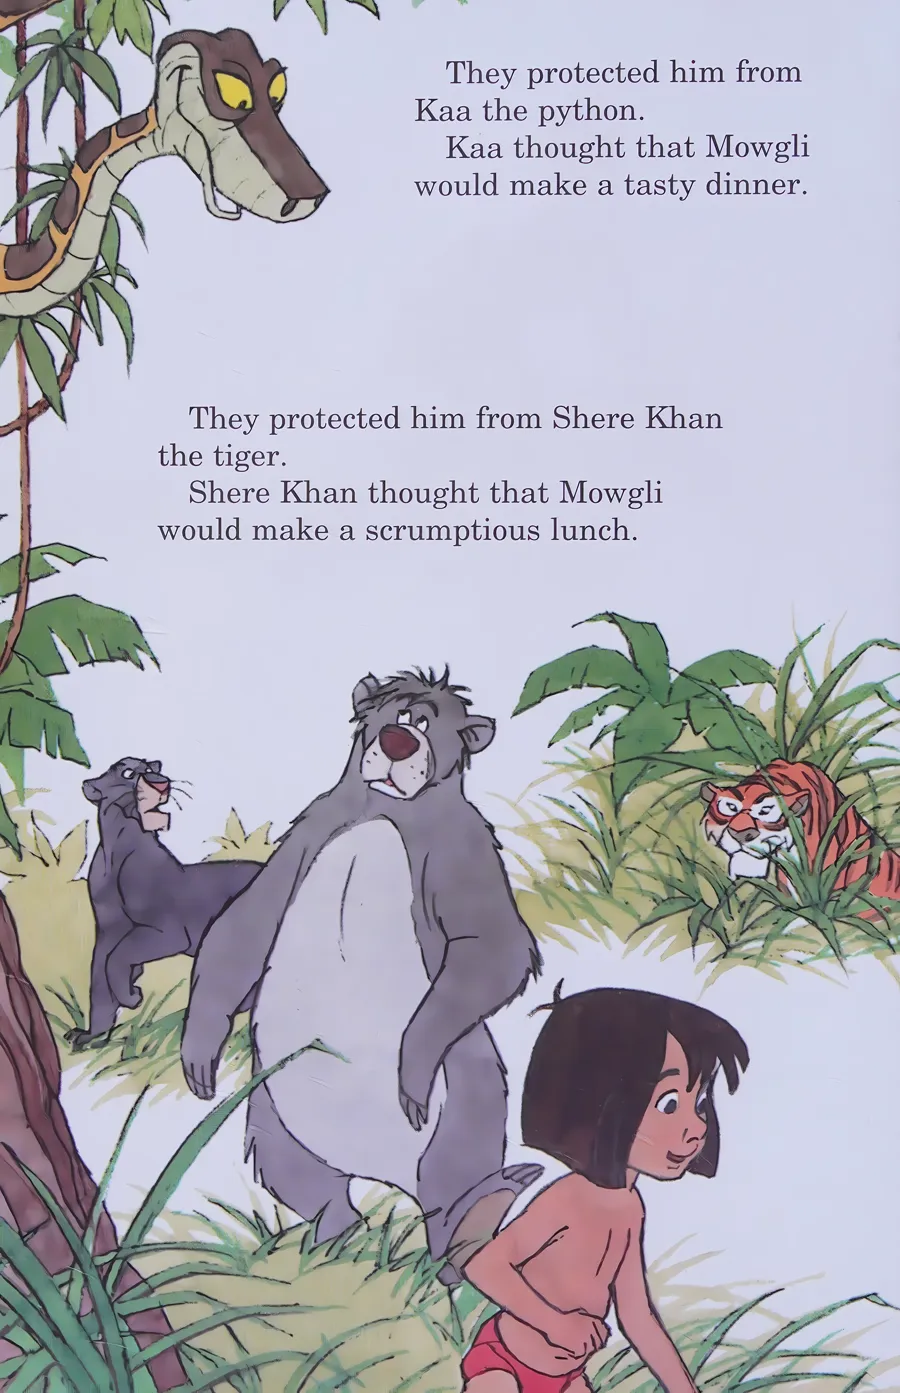 They protected him from
Kaa the python.
Kaa thought that Mowgli
would make a tasty dinner.
They protected him from Shere Khan
the tiger.
Shere Khan thought that Mowgli
would make a scrumptious lunch.